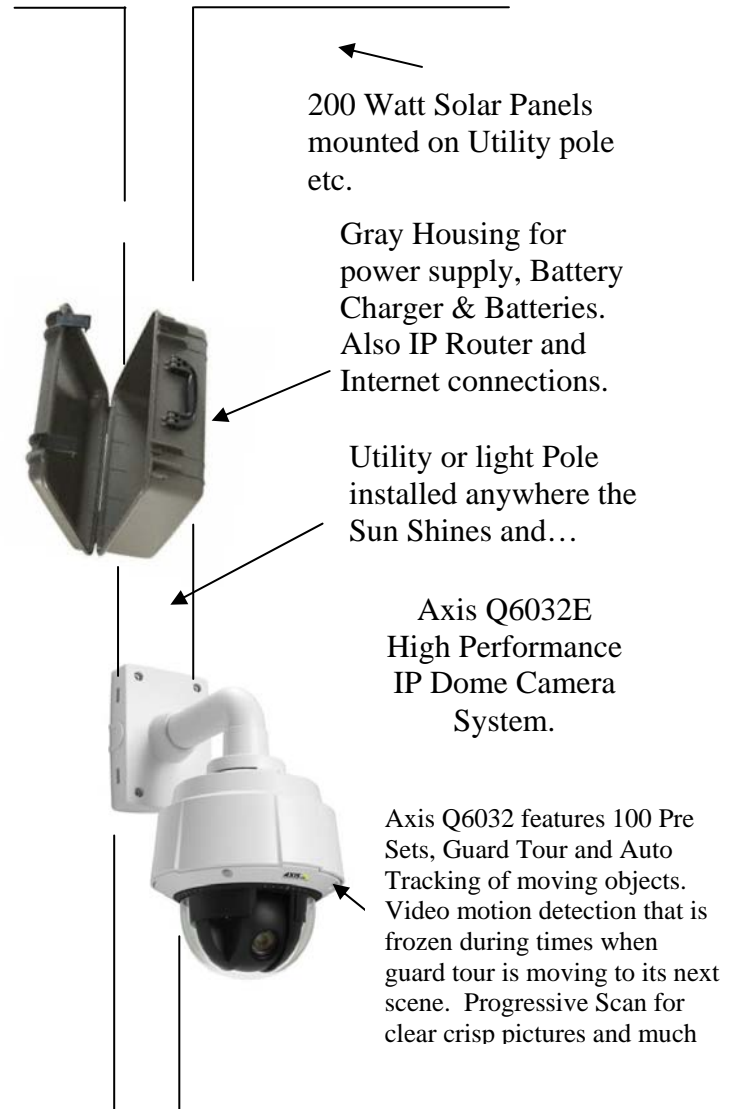 200 Watt Solar Panels
mounted on Utility pole
etc.
Gray Housing for
power supply, Battery
Charger & Batteries.
Also IP Router and
Internet connections.
Utility or light Pole
installed anywhere the
Sun Shines and…
Axis Q6032E
High Performance
IP Dome Camera
System.
AXIS
Axis Q6032 features 100 Pre
Sets, Guard Tour and Auto
Tracking of moving objects.
Video motion detection that is
frozen during times when
guard tour is moving to its next
scene.  Progressive Scan for
clear crisp pictures and much